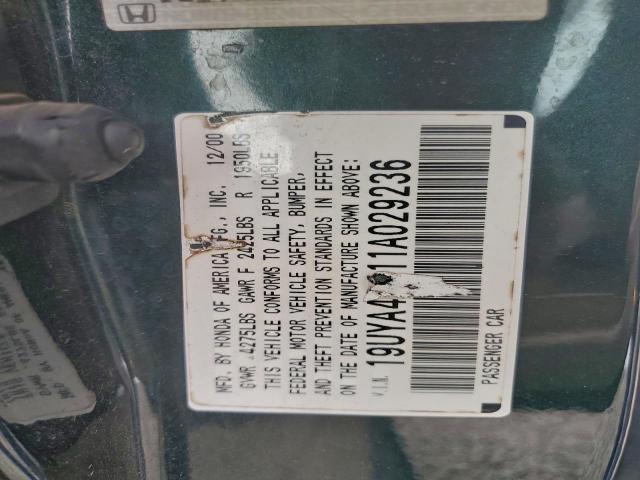 MFD. BY HONDA OF AMERICA MFG., INC. 12/00
GVWR 4275LBS GAWR F 2425LBS R 1950LBS
THIS VEHICLE CONFORMS TO ALL APPLICABLE
FEDERAL MOTOR VEHICLE SAFETY, BUMPER,
AND THEFT PREVENTION STANDARDS IN EFFECT
ON THE DATE OF MANUFACTURE SHOWN ABOVE:
V.I.N. 19UYA4 11A029236
PASSENGER CAR